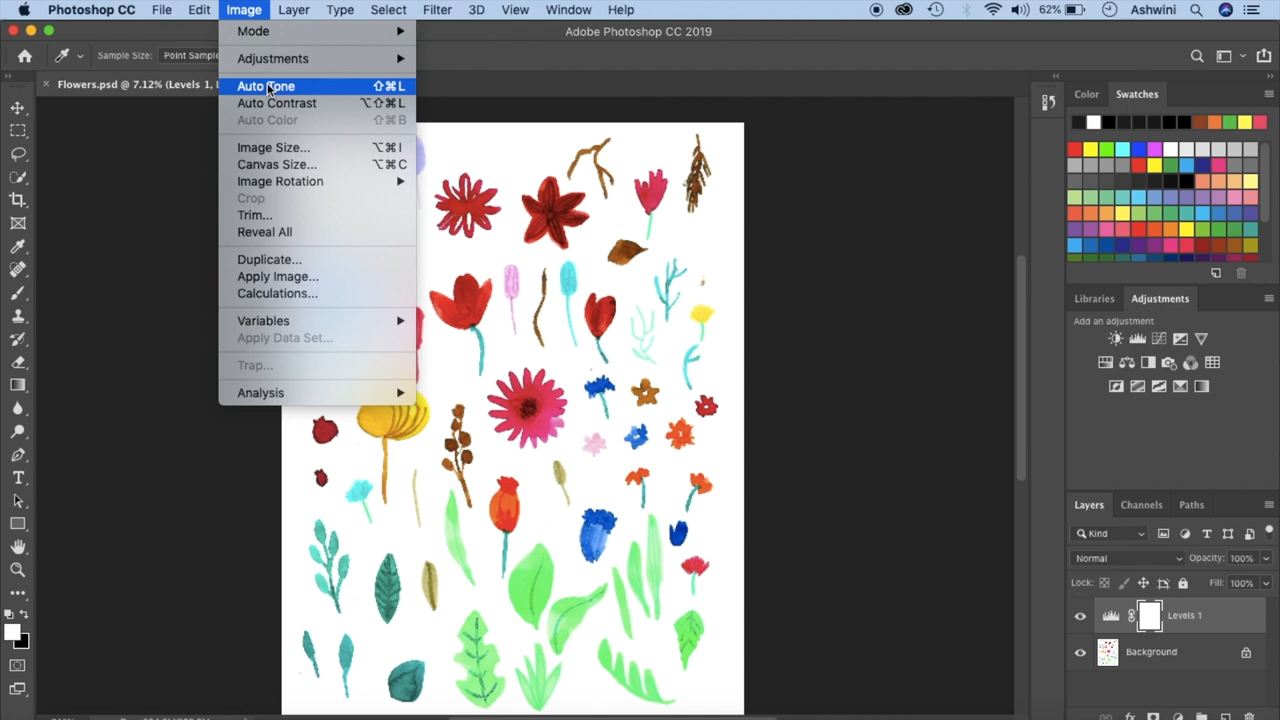 Photoshop CC File Edit Image Layer Type Select Filter 3D View Window Help 62% Ashwini
Adobe Photoshop CC 2019
Sample Size: Point Sample
Flowers.psd @ 7.12% (Levels 1, L
Mode
Adjustments
Auto Tone ⇧⌘L
Auto Contrast ⌥⇧⌘L
Auto Color ⇧⌘B
Image Size... ⌥⌘I
Canvas Size... ⌥⌘C
Image Rotation
Crop
Trim...
Reveal All
Duplicate...
Apply Image...
Calculations...
Variables
Apply Data Set...
Trap...
Analysis
Color Swatches
Libraries Adjustments
Add an adjustment
Layers Channels Paths
Kind
Normal Opacity: 100%
Lock: Fill: 100%
Levels 1
Background